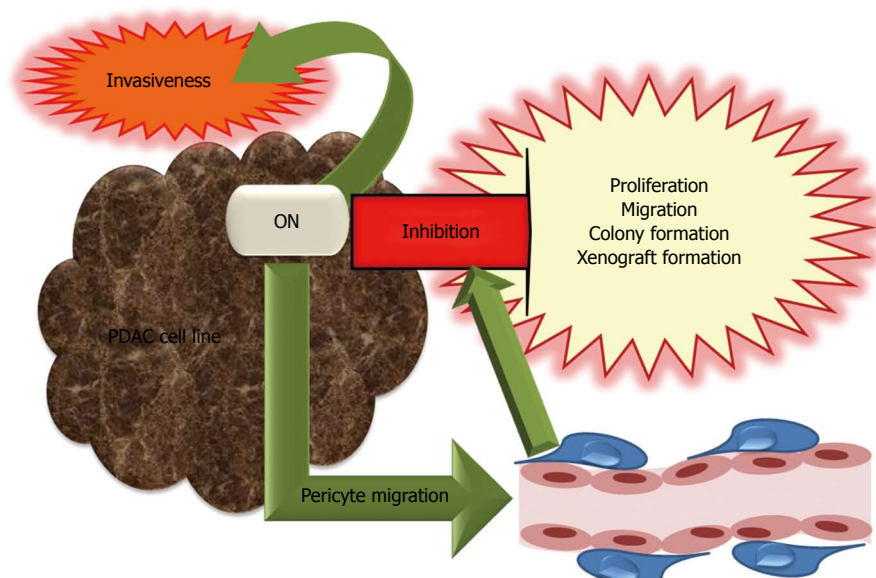 Invasiveness
ON
Inhibition
Proliferation
Migration
Colony formation
Xenograft formation
PDAC cell line
Pericyte migration